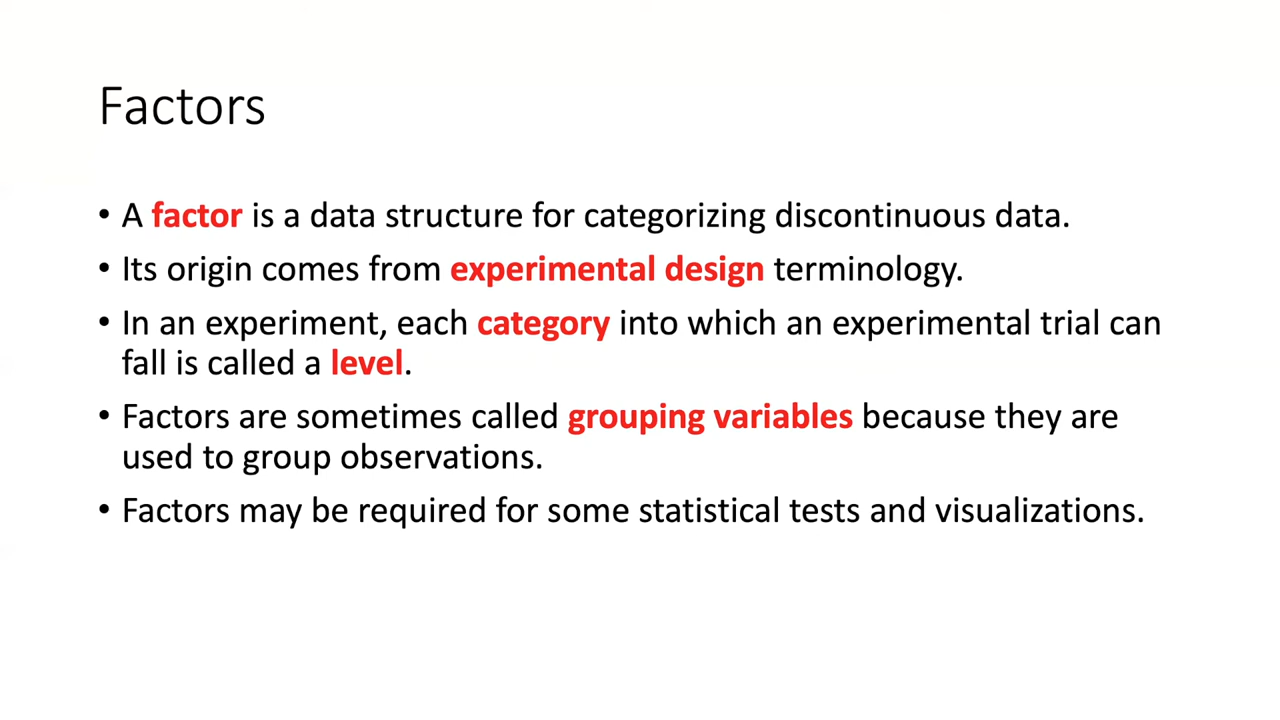 Factors
• A factor is a data structure for categorizing discontinuous data.
• Its origin comes from experimental design terminology.
• In an experiment, each category into which an experimental trial can
fall is called a level.
• Factors are sometimes called grouping variables because they are
used to group observations.
• Factors may be required for some statistical tests and visualizations.